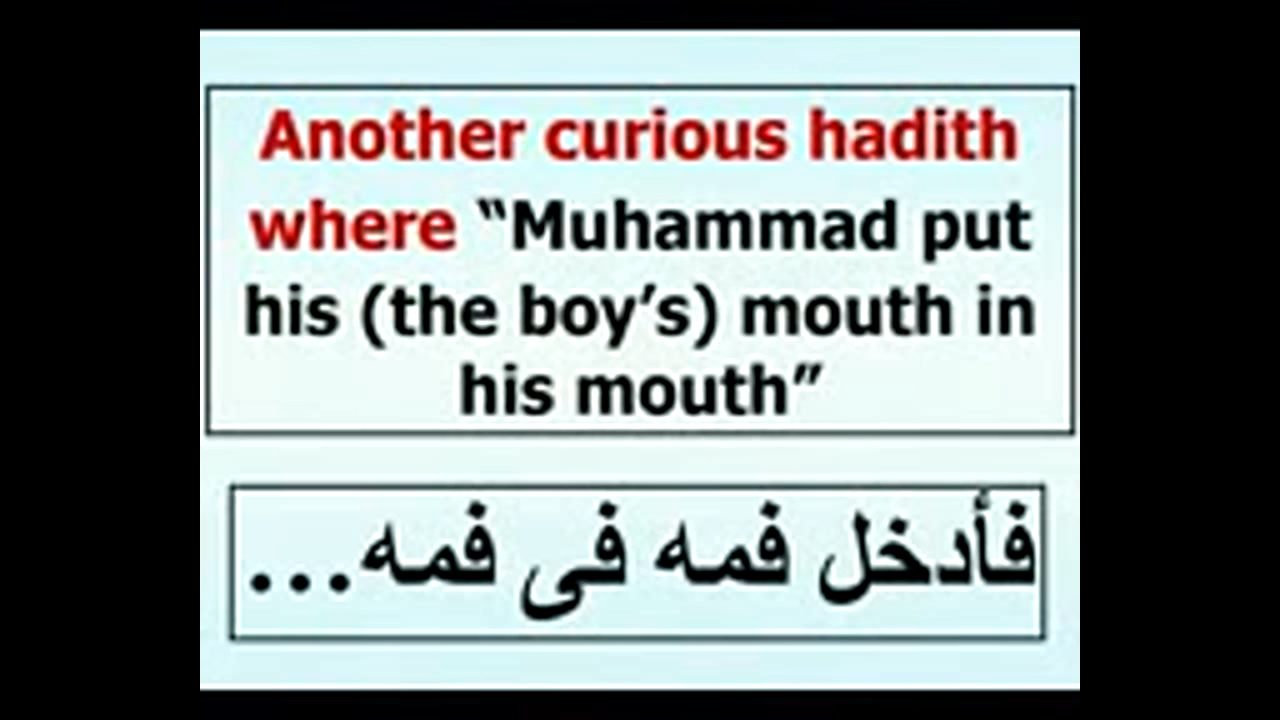 Another curious hadith
where “Muhammad put
his (the boy’s) mouth in
his mouth”
فأدخل فمه فى فمه...